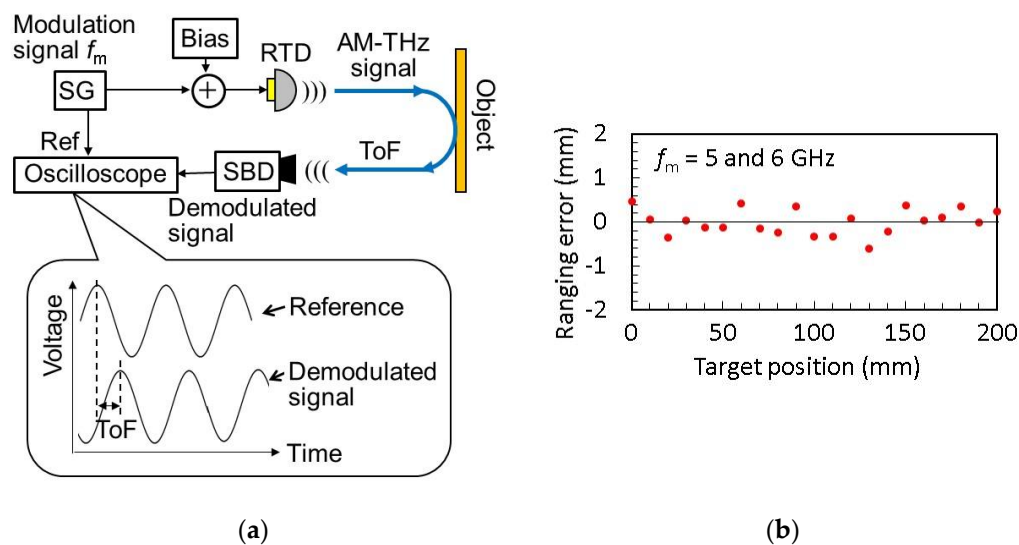 Modulation
signal fm
Bias
RTD
AM-THz
signal
SG
Ref
Object
ToF
Oscilloscope
SBD
Demodulated
signal
Voltage
Reference
Demodulated
signal
ToF
Time
(a)
Ranging error (mm)
2
1
0
-1
-2
fm = 5 and 6 GHz
0
50
100
150
200
Target position (mm)
(b)